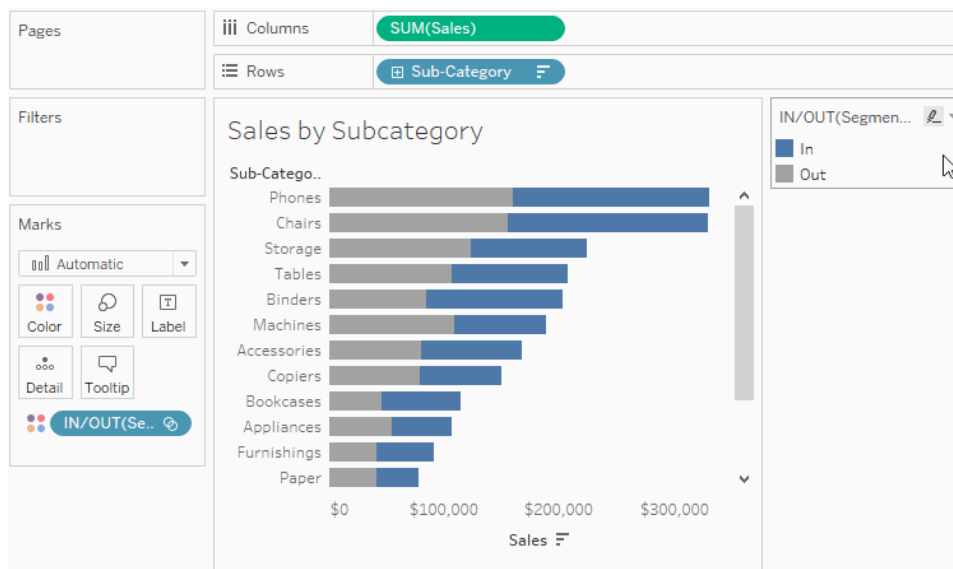 Pages
Columns
SUM(Sales)
Rows
Sub-Category
Filters
Marks
Automatic
Color
Size
Label
Detail
Tooltip
IN/OUT(Se..
Sales by Subcategory
Sub-Catego..
Phones
Chairs
Storage
Tables
Binders
Machines
Accessories
Copiers
Bookcases
Appliances
Furnishings
Paper
$0 $100,000 $200,000 $300,000
Sales
IN/OUT(Segmen...
In
Out